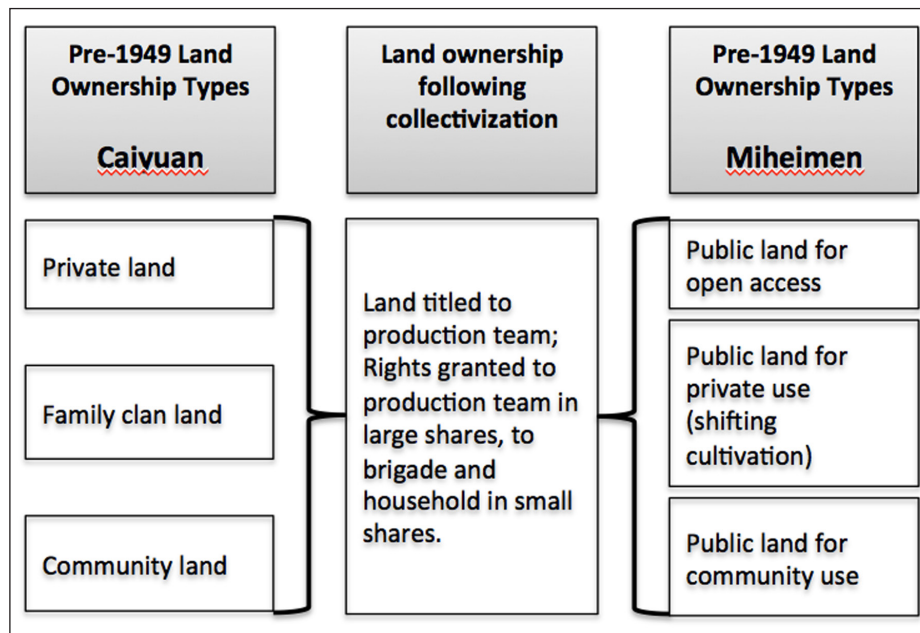 Pre-1949 Land
Ownership Types
Caiyuan
Land ownership
following
collectivization
Pre-1949 Land
Ownership Types
Miheimen
Private land
Family clan land
Community land
Land titled to
production team;
Rights granted to
production team in
large shares, to
brigade and
household in small
shares.
Public land for
open access
Public land for
private use
(shifting
cultivation)
Public land for
community use